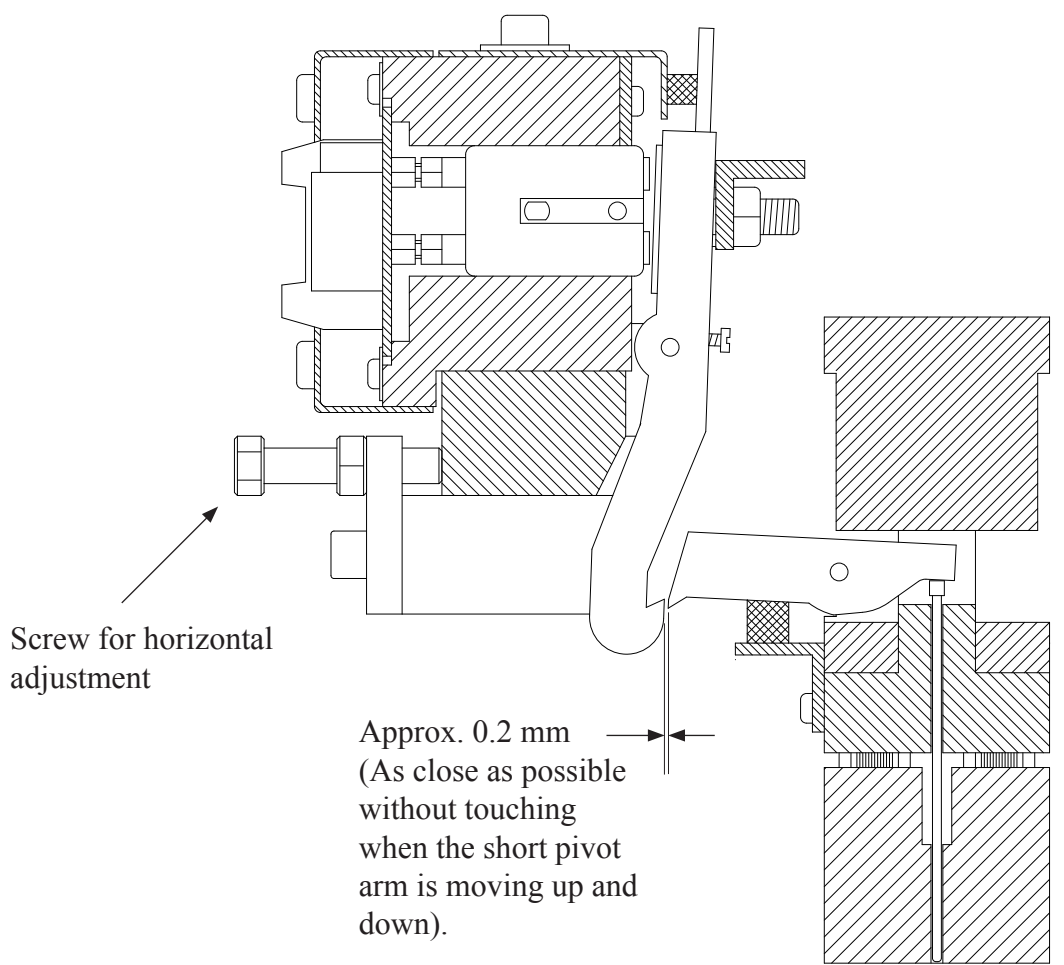 Screw for horizontal
adjustment
Approx. 0.2 mm
(As close as possible
without touching
when the short pivot
arm is moving up and
down).